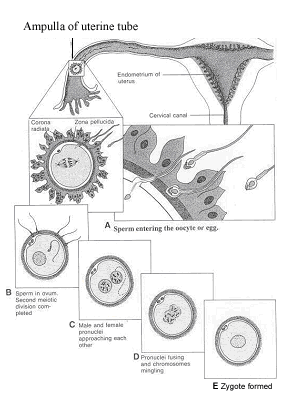 Ampulla of uterine tube
Endometrium of
uterus
Cervical canal
Corona
radiata
Zona pellucida
A Sperm entering the oocyte or egg.
B Sperm in ovum.
Second meiotic
division com-
pleted
C Male and female
pronuclei
approaching each
other
D Pronuclei fusing
and chromosomes
mingling
E Zygote formed